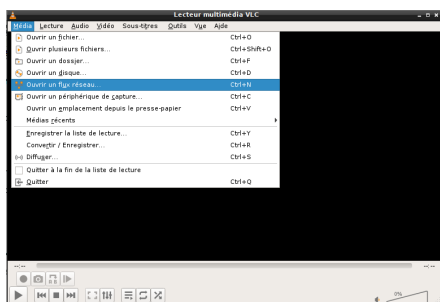 Lecteur multimédia VLC
Média Lecture Audio Vidéo Sous-titres Outils Vue Aide
Ouvrir un fichier... Ctrl+O
Ouvrir plusieurs fichiers... Ctrl+Shift+O
Ouvrir un dossier... Ctrl+F
Ouvrir un disque... Ctrl+D
Ouvrir un flux réseau... Ctrl+N
Ouvrir un périphérique de capture... Ctrl+C
Ouvrir un emplacement depuis le presse-papier Ctrl+V
Médias récents
Enregistrer la liste de lecture... Ctrl+Y
Convertir / Enregistrer... Ctrl+R
Diffuser... Ctrl+S
Quitter à la fin de la liste de lecture
Quitter Ctrl+Q
--:-- --:--
0%